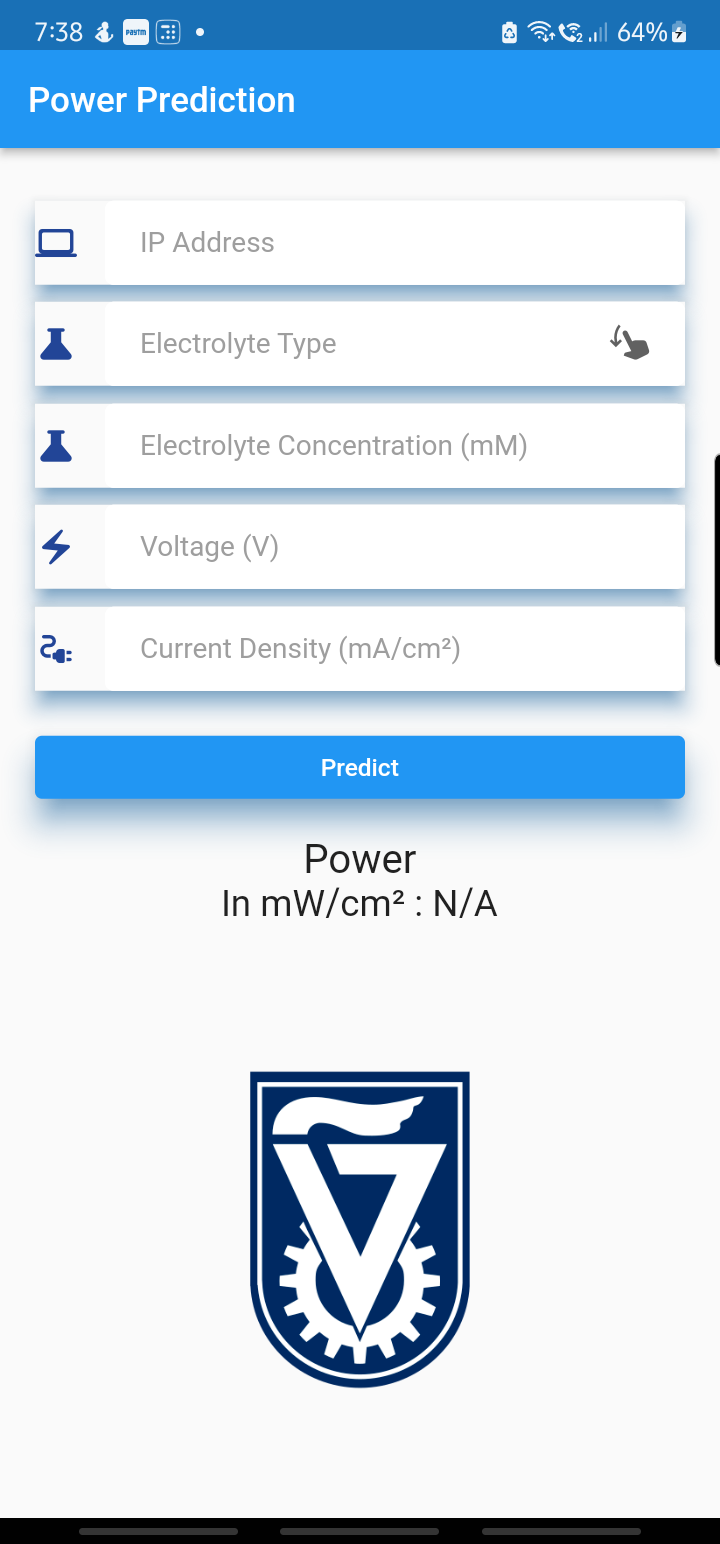 7:38 paytm 2 64%
Power Prediction
IP Address
Electrolyte Type
Electrolyte Concentration (mM)
Voltage (V)
Current Density (mA/cm²)
Predict
Power
In mW/cm² : N/A